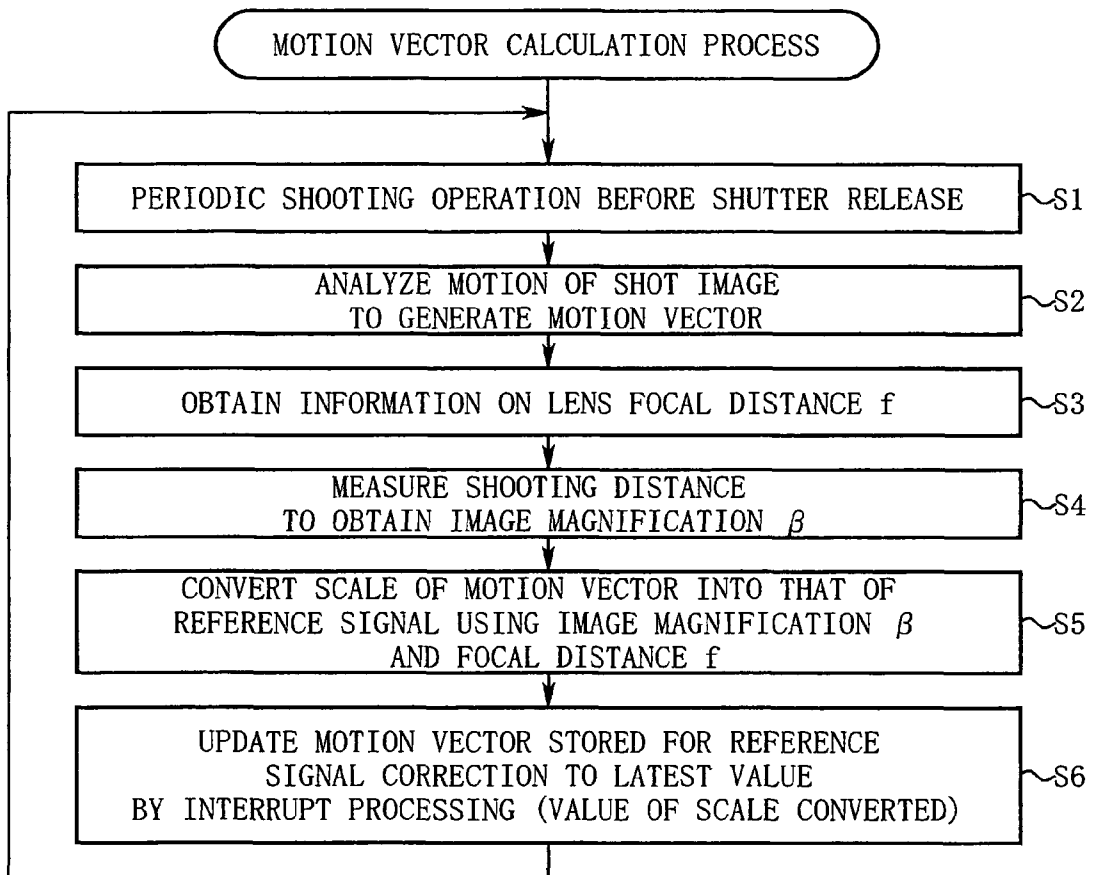 MOTION VECTOR CALCULATION PROCESS
PERIODIC SHOOTING OPERATION BEFORE SHUTTER RELEASE
S1
ANALYZE MOTION OF SHOT IMAGE
TO GENERATE MOTION VECTOR
S2
OBTAIN INFORMATION ON LENS FOCAL DISTANCE f
S3
MEASURE SHOOTING DISTANCE
TO OBTAIN IMAGE MAGNIFICATION β
S4
CONVERT SCALE OF MOTION VECTOR INTO THAT OF
REFERENCE SIGNAL USING IMAGE MAGNIFICATION β
AND FOCAL DISTANCE f
S5
UPDATE MOTION VECTOR STORED FOR REFERENCE
SIGNAL CORRECTION TO LATEST VALUE
BY INTERRUPT PROCESSING (VALUE OF SCALE CONVERTED)
S6